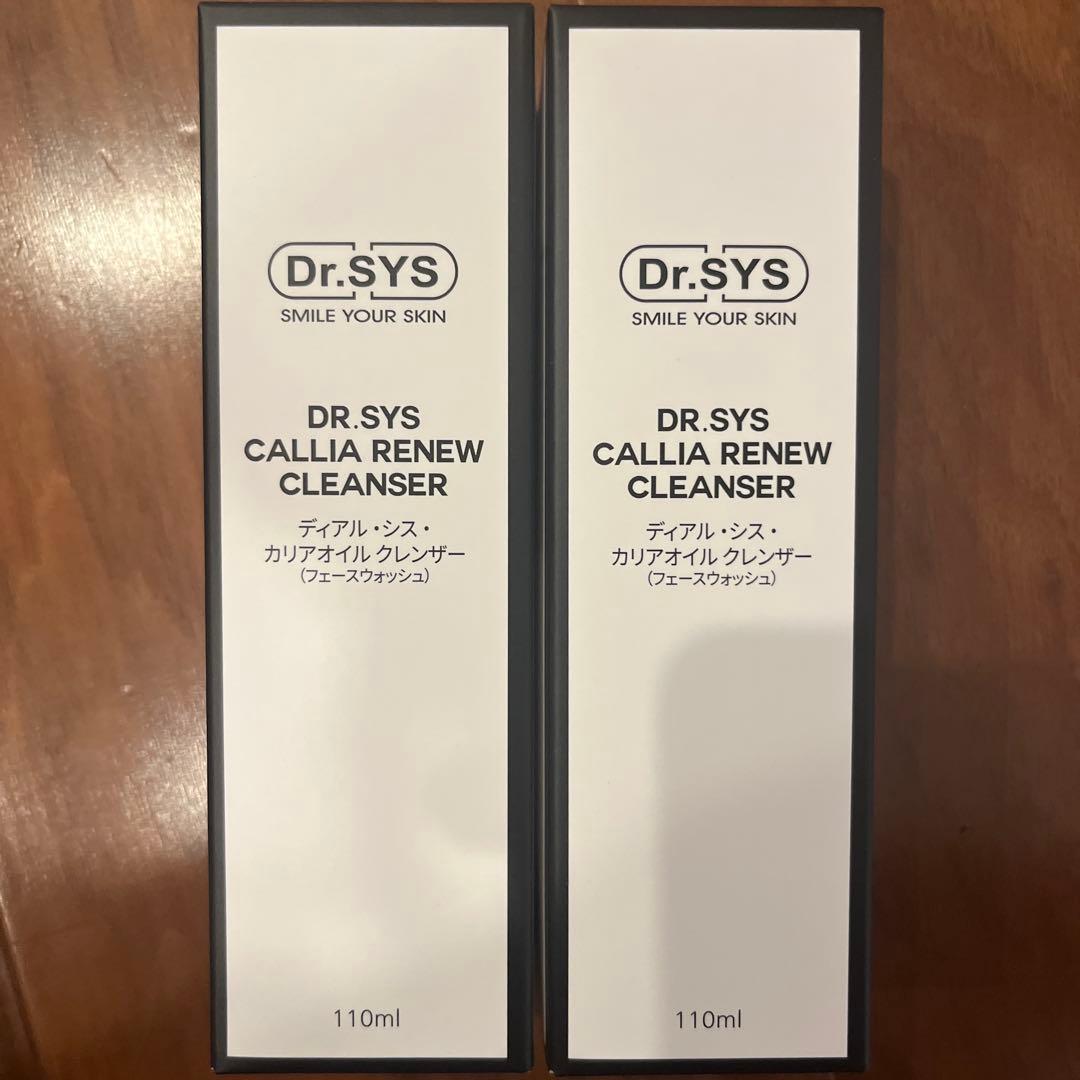 Dr.SYS
SMILE YOUR SKIN
DR.SYS
CALLIA RENEW
CLEANSER
ディアル・シス・
カリアオイル クレンザー
(フェースウォッシュ)
110ml
Dr.SYS
SMILE YOUR SKIN
DR.SYS
CALLIA RENEW
CLEANSER
ディアル・シス・
カリアオイル クレンザー
(フェースウォッシュ)
110ml